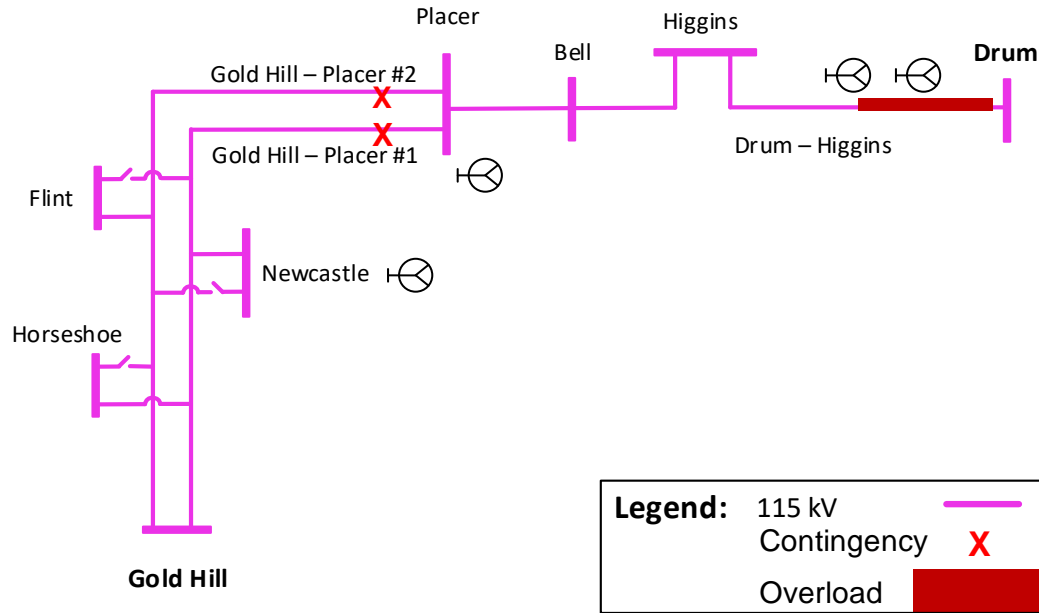 Placer
Higgins
Bell
Drum
Gold Hill – Placer #2
Gold Hill – Placer #1
Drum – Higgins
Flint
Newcastle
Horseshoe
Gold Hill
Legend: 115 kV
Contingency X
Overload